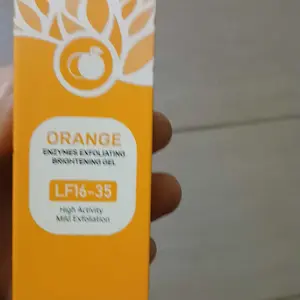 ORANGE
ENZYMES EXFOLIATING
BRIGHTENING GEL
LF16-35
High Activity
Mild Exfoliation